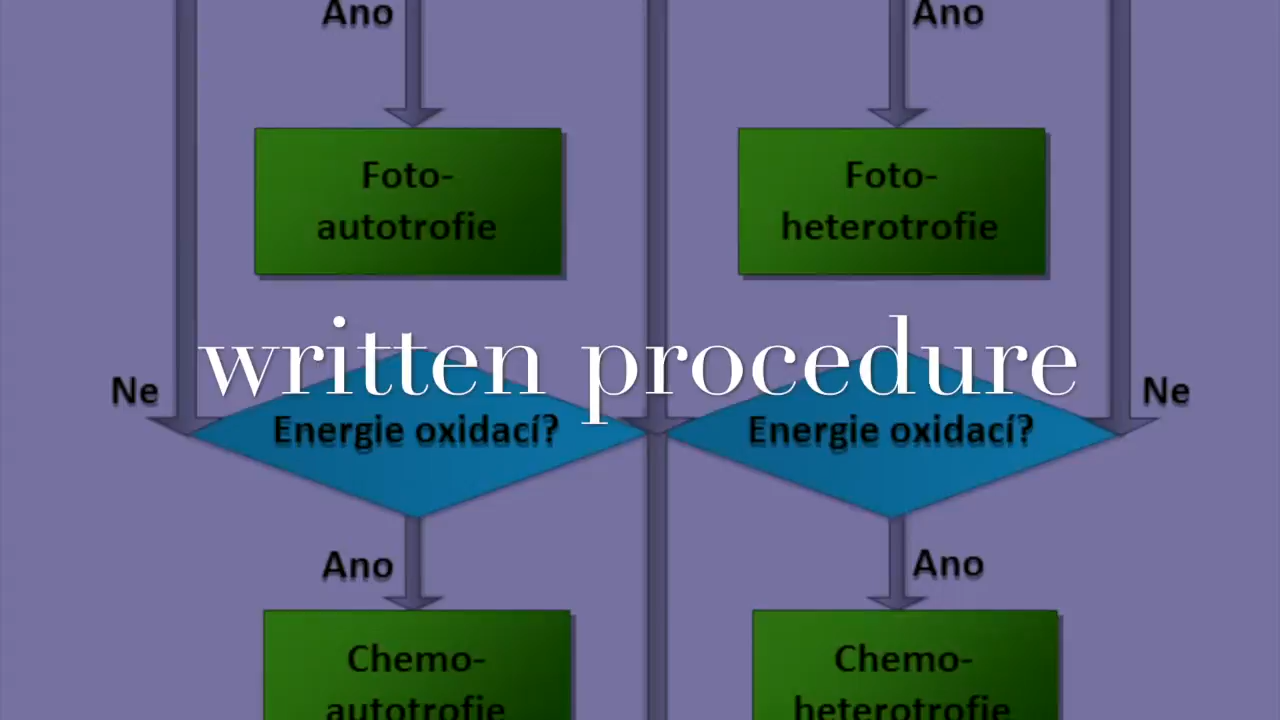 Ano
Ano
Foto-
autotrofie
Foto-
heterotrofie
written procedure
Ne
Ne
Energie oxidací?
Energie oxidací?
Ano
Ano
Chemo-
autotrofie
Chemo-
heterotrofie